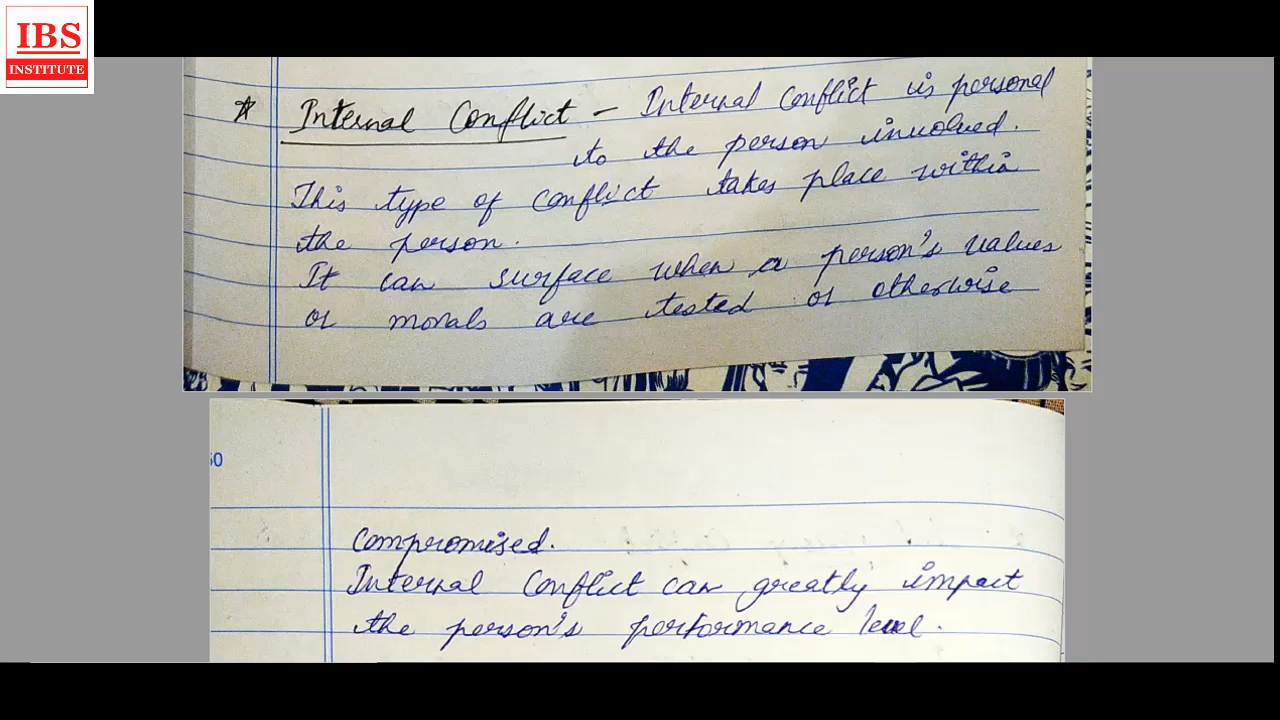 IBS
INSTITUTE
* Internal Conflict - Internal Conflict is personal
to the person involved.
This type of conflict takes place within
the person.
It can surface when a person's values
or morals are tested or otherwise
60
Compromised.
Internal Conflict can greatly impact
the person's performance level.